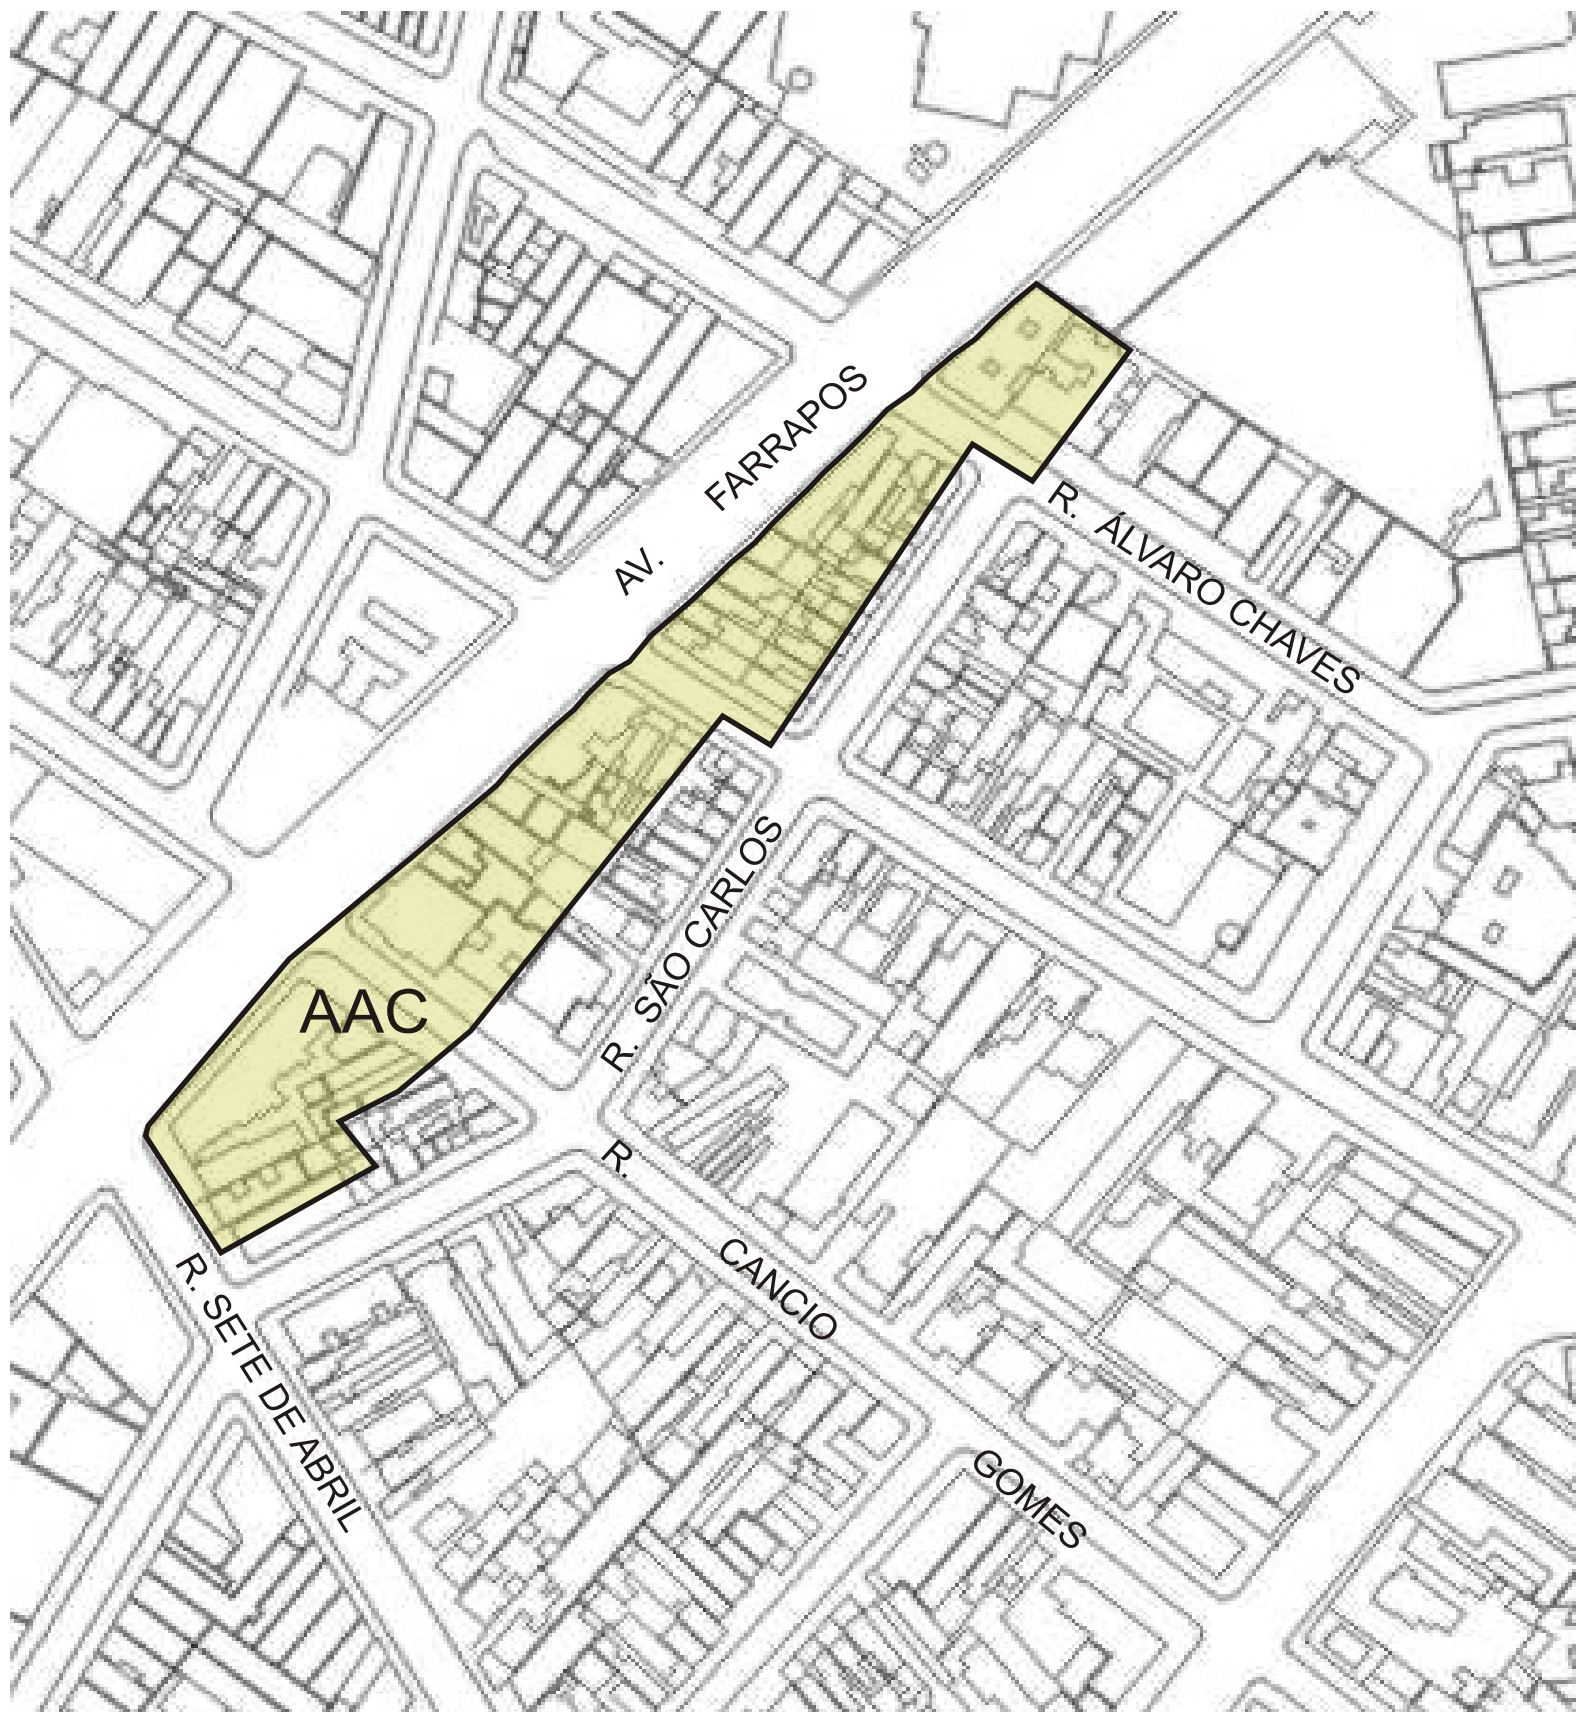 AV. FARRAPOS
R. ÁLVARO CHAVES
R. SÃO CARLOS
AAC
R. CANCIO GOMES
R. SETE DE ABRIL